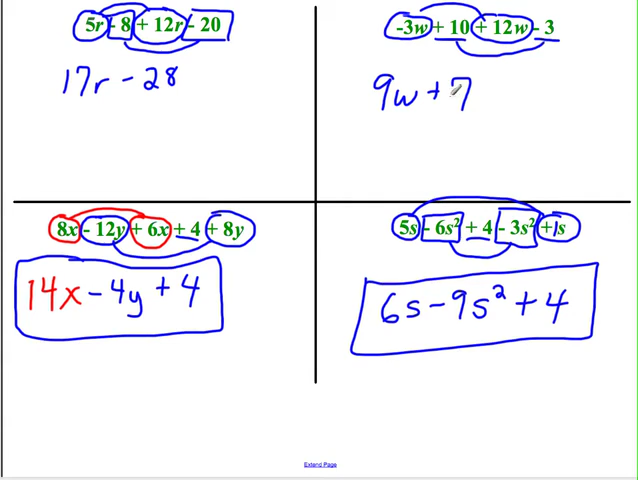 5r - 8 + 12r - 20
17r - 28
-3w + 10 + 12w - 3
9w + 7
8x - 12y + 6x + 4 + 8y
14x - 4y + 4
5s - 6s² + 4 - 3s² + 1s
6s - 9s² + 4
Extend Page